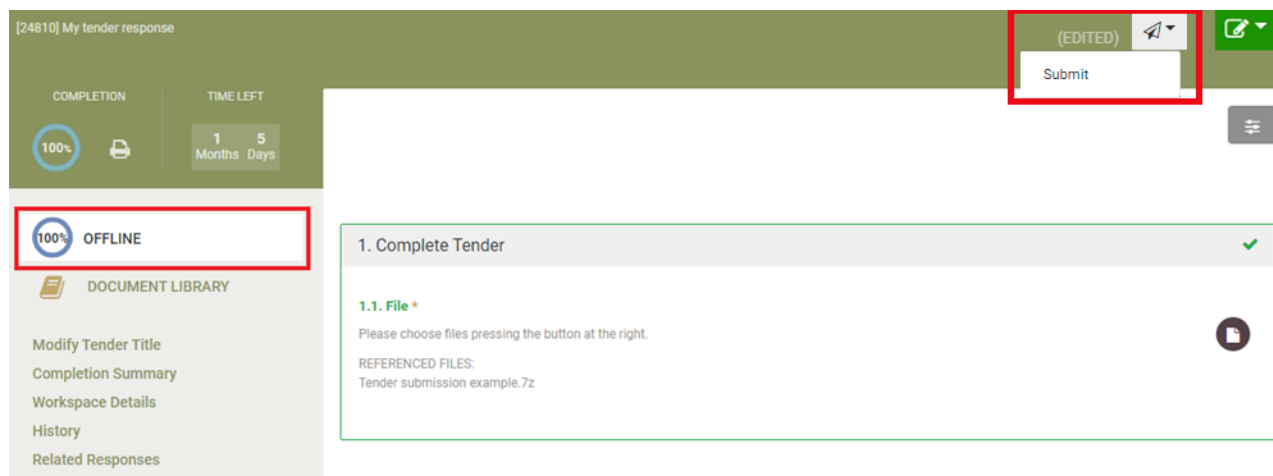 [24810] My tender response
(EDITED)
Submit
COMPLETION
TIME LEFT
100%
1 5
Months Days
100% OFFLINE
DOCUMENT LIBRARY
Modify Tender Title
Completion Summary
Workspace Details
History
Related Responses
1. Complete Tender
1.1. File *
Please choose files pressing the button at the right.
REFERENCED FILES:
Tender submission example.7z